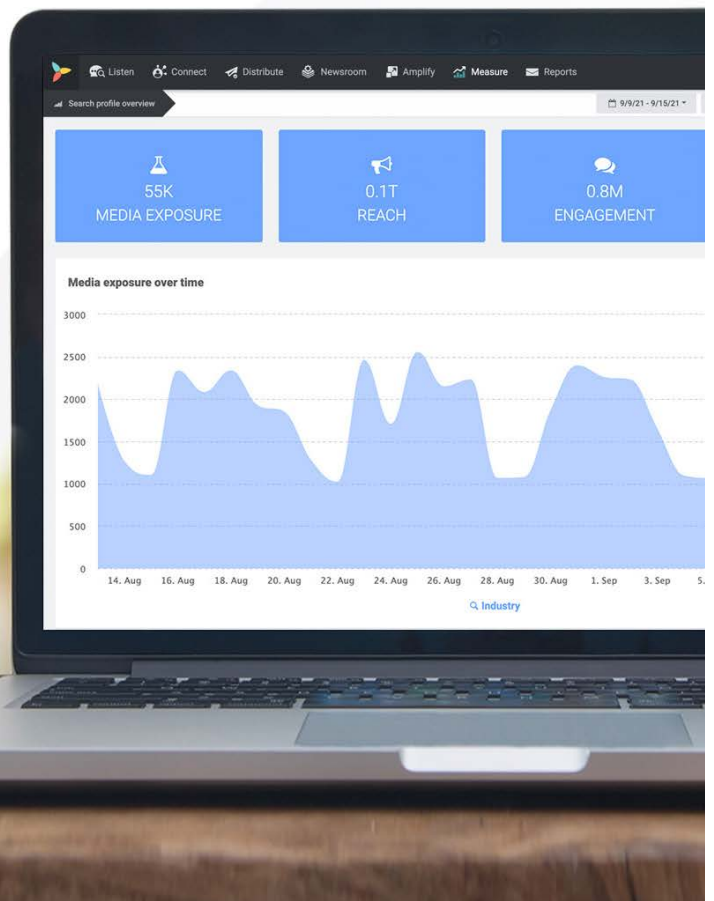 Listen Connect Distribute Newsroom Amplify Measure Reports
Search profile overview
9/9/21 - 9/15/21
55K
MEDIA EXPOSURE
0.1T
REACH
0.8M
ENGAGEMENT
Media exposure over time
3000
2500
2000
1500
1000
500
0
14. Aug 16. Aug 18. Aug 20. Aug 22. Aug 24. Aug 26. Aug 28. Aug 30. Aug 1. Sep 3. Sep 5.
Industry